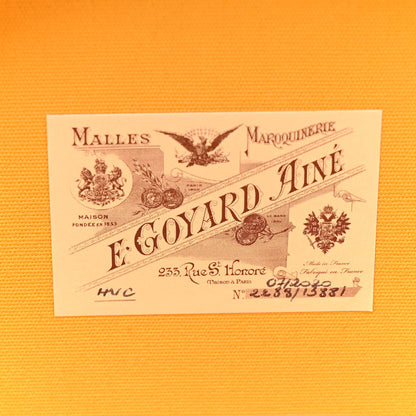 MALLES MAROQUINERIE
MAISON
FONDÉE EN 1853
E. GOYARD AINÉ
233, Rue St. Honoré
(MAISON À PARIS)
Made in France
Fabriqué en France
HVC
07/2020
No 2288/13881